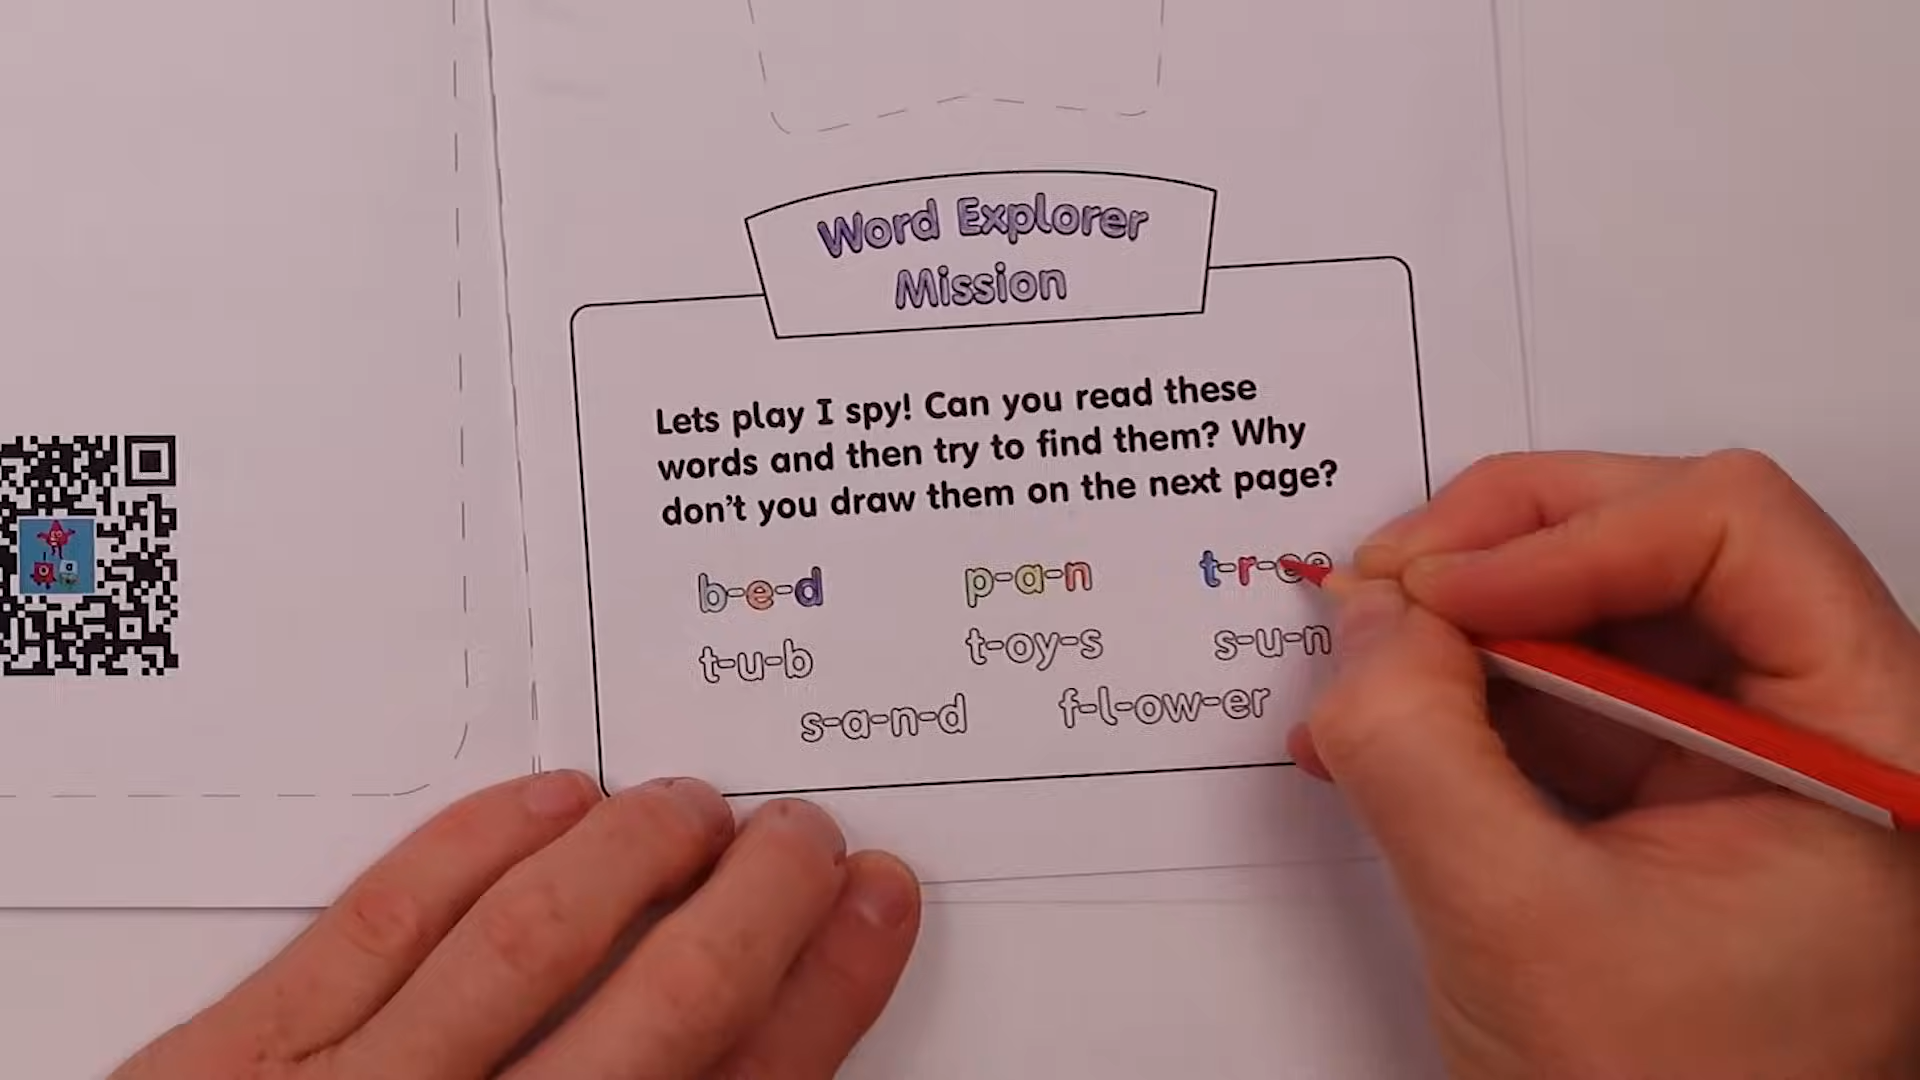 Word Explorer
Mission
Lets play I spy! Can you read these
words and then try to find them? Why
don't you draw them on the next page?
b-e-d p-a-n t-r-ee
t-u-b t-oy-s s-u-n
s-a-n-d f-l-ow-er